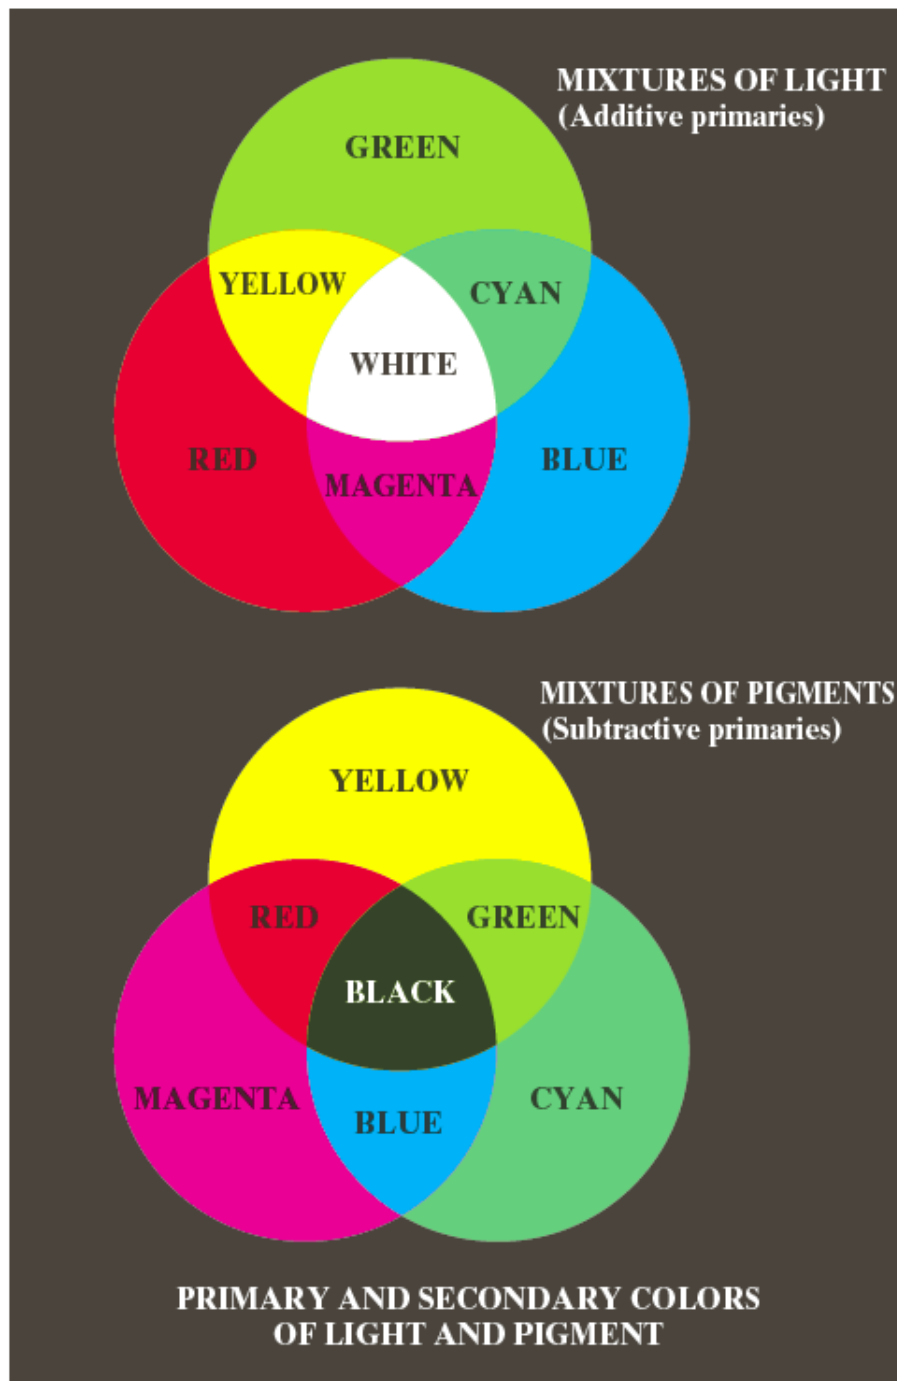 MIXTURES OF LIGHT
(Additive primaries)
GREEN
YELLOW
CYAN
WHITE
RED
BLUE
MAGENTA
MIXTURES OF PIGMENTS
(Subtractive primaries)
YELLOW
RED
GREEN
BLACK
MAGENTA
CYAN
BLUE
PRIMARY AND SECONDARY COLORS
OF LIGHT AND PIGMENT